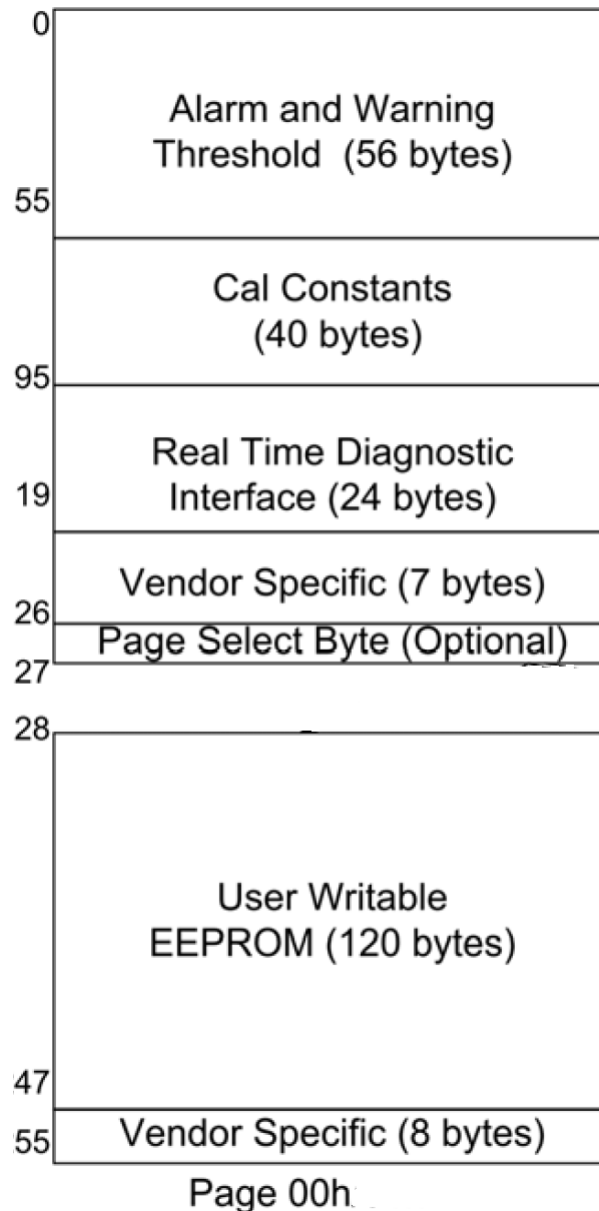 0
Alarm and Warning
Threshold (56 bytes)
55
Cal Constants
(40 bytes)
95
Real Time Diagnostic
19
Interface (24 bytes)
Vendor Specific (7 bytes)
26
Page Select Byte (Optional)
27
28
User Writable
EEPROM (120 bytes)
47
Vendor Specific (8 bytes)
55
Page 00h